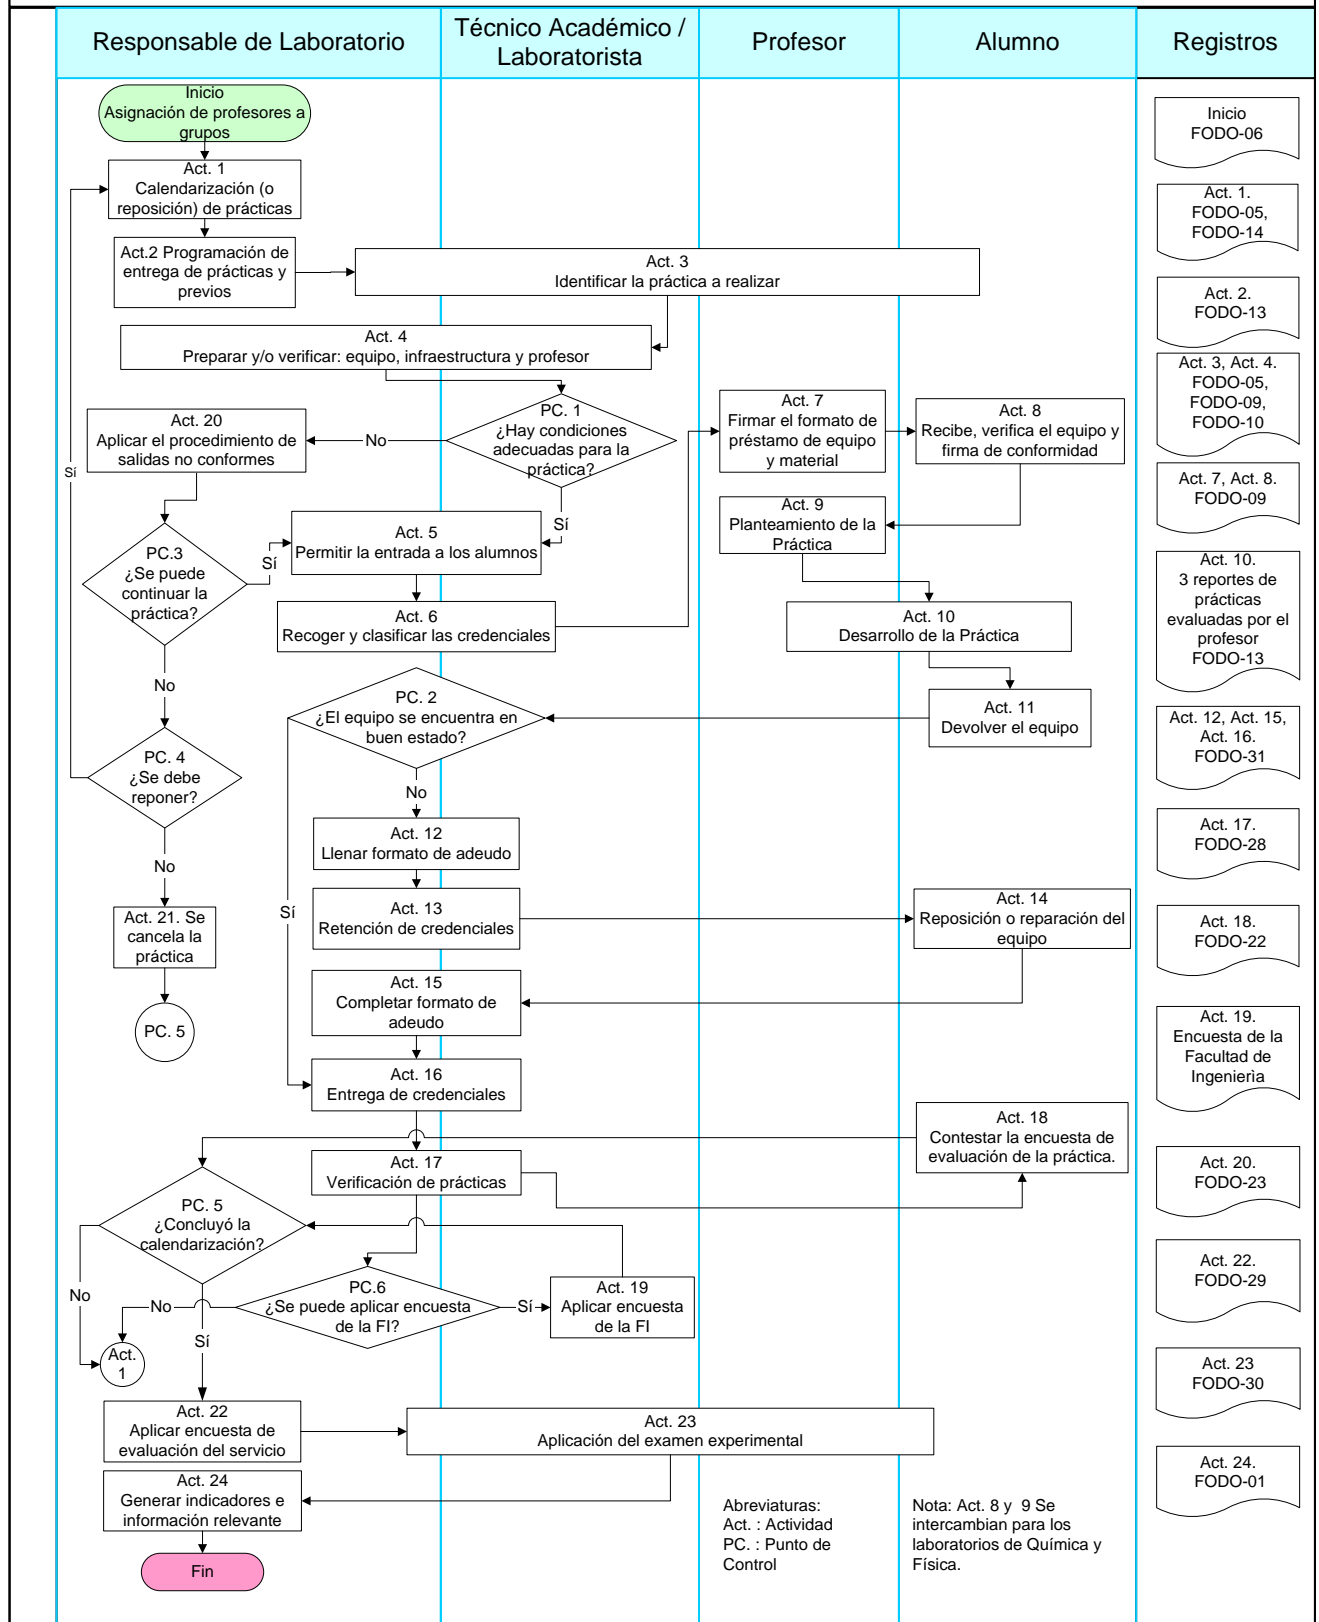 Responsable de Laboratorio
Técnico Académico /
Laboratorista
Profesor
Alumno
Registros
Inicio
Asignación de profesores a
grupos
Act. 1
Calendarización (o
reposición) de prácticas
Act.2 Programación de
entrega de prácticas y
previos
Act. 3
Identificar la práctica a realizar
Act. 4
Preparar y/o verificar: equipo, infraestructura y profesor
PC. 1
¿Hay condiciones
adecuadas para la
práctica?
No
Sí
Act. 20
Aplicar el procedimiento de
salidas no conformes
Sí
Act. 7
Firmar el formato de
préstamo de equipo
y material
Act. 8
Recibe, verifica el equipo y
firma de conformidad
Act. 9
Planteamiento de la
Práctica
PC.3
¿Se puede
continuar la
práctica?
Sí
No
Act. 5
Permitir la entrada a los alumnos
Act. 6
Recoger y clasificar las credenciales
Act. 10
Desarrollo de la Práctica
Act. 11
Devolver el equipo
PC. 2
¿El equipo se encuentra en
buen estado?
No
Sí
PC. 4
¿Se debe
reponer?
No
Act. 12
Llenar formato de adeudo
Act. 13
Retención de credenciales
Act. 14
Reposición o reparación del
equipo
Act. 21. Se
cancela la
práctica
PC. 5
Act. 15
Completar formato de
adeudo
Act. 16
Entrega de credenciales
Act. 17
Verificación de prácticas
Act. 18
Contestar la encuesta de
evaluación de la práctica.
PC. 5
¿Concluyó la
calendarización?
No
Sí
PC.6
¿Se puede aplicar encuesta
de la FI?
No
Sí
Act. 19
Aplicar encuesta
de la FI
Act.
1
Act. 22
Aplicar encuesta de
evaluación del servicio
Act. 23
Aplicación del examen experimental
Act. 24
Generar indicadores e
información relevante
Fin
Abreviaturas:
Act. : Actividad
PC. : Punto de
Control
Nota: Act. 8 y  9 Se
intercambian para los
laboratorios de Química y
Física.
Inicio
FODO-06
Act. 1.
FODO-05,
FODO-14
Act. 2.
FODO-13
Act. 3, Act. 4.
FODO-05,
FODO-09,
FODO-10
Act. 7, Act. 8.
FODO-09
Act. 10.
3 reportes de
prácticas
evaluadas por el
profesor
FODO-13
Act. 12, Act. 15,
Act. 16.
FODO-31
Act. 17.
FODO-28
Act. 18.
FODO-22
Act. 19.
Encuesta de la
Facultad de
Ingenierìa
Act. 20.
FODO-23
Act. 22.
FODO-29
Act. 23
FODO-30
Act. 24.
FODO-01